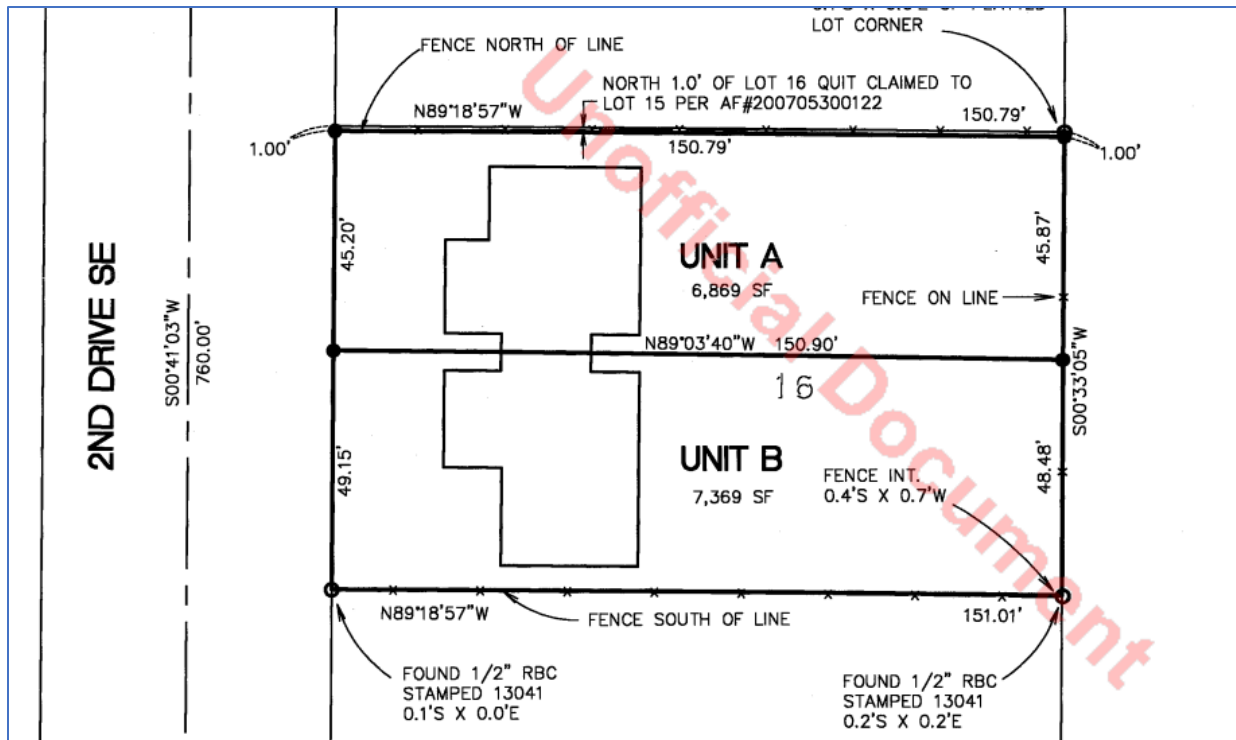 LOT CORNER
FENCE NORTH OF LINE
NORTH 1.0' OF LOT 16 QUIT CLAIMED TO
LOT 15 PER AF#200705300122
N89°18'57"W
150.79'
150.79'
1.00'
1.00'
45.20'
45.87'
UNIT A
6,869 SF
FENCE ON LINE
2ND DRIVE SE
S00°41'03"W
760.00'
N89°03'40"W 150.90'
16
S00°33'05"W
49.15'
48.48'
UNIT B
7,369 SF
FENCE INT.
0.4'S X 0.7'W
N89°18'57"W
FENCE SOUTH OF LINE
151.01'
FOUND 1/2" RBC
STAMPED 13041
0.1'S X 0.0'E
FOUND 1/2" RBC
STAMPED 13041
0.2'S X 0.2'E
Unofficial Document